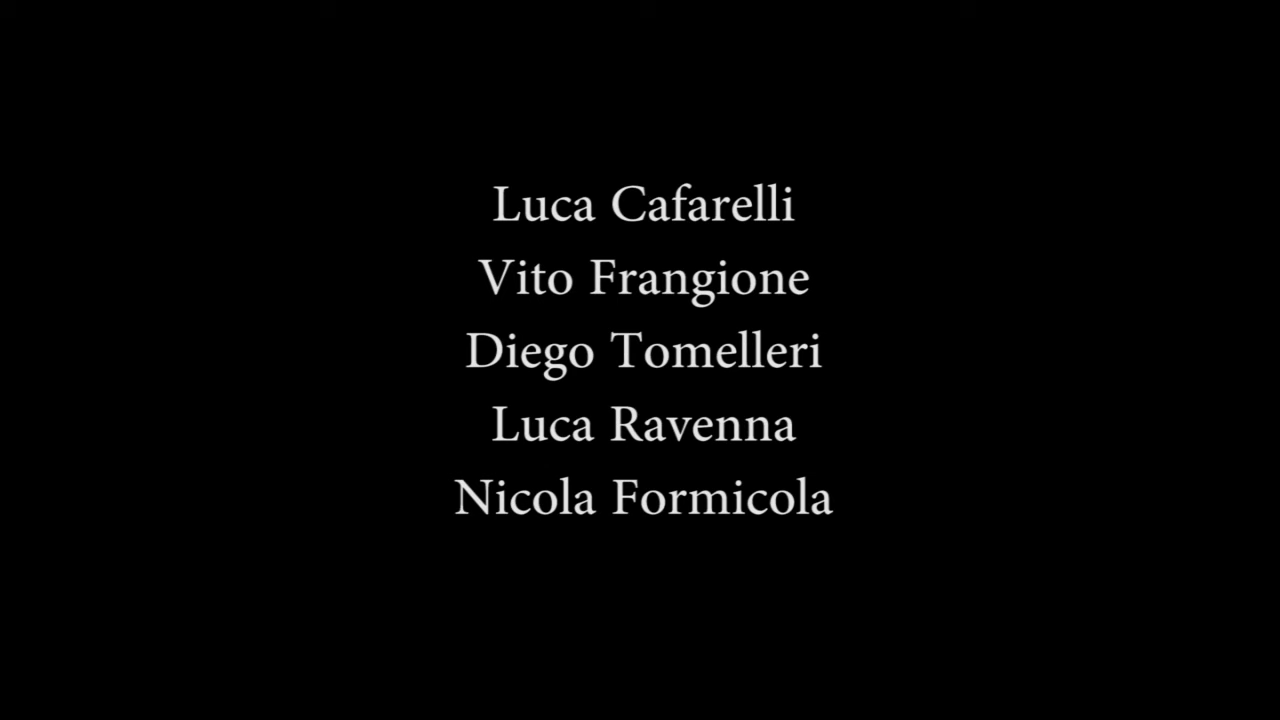 Luca Cafarelli
Vito Frangione
Diego Tomelleri
Luca Ravenna
Nicola Formicola